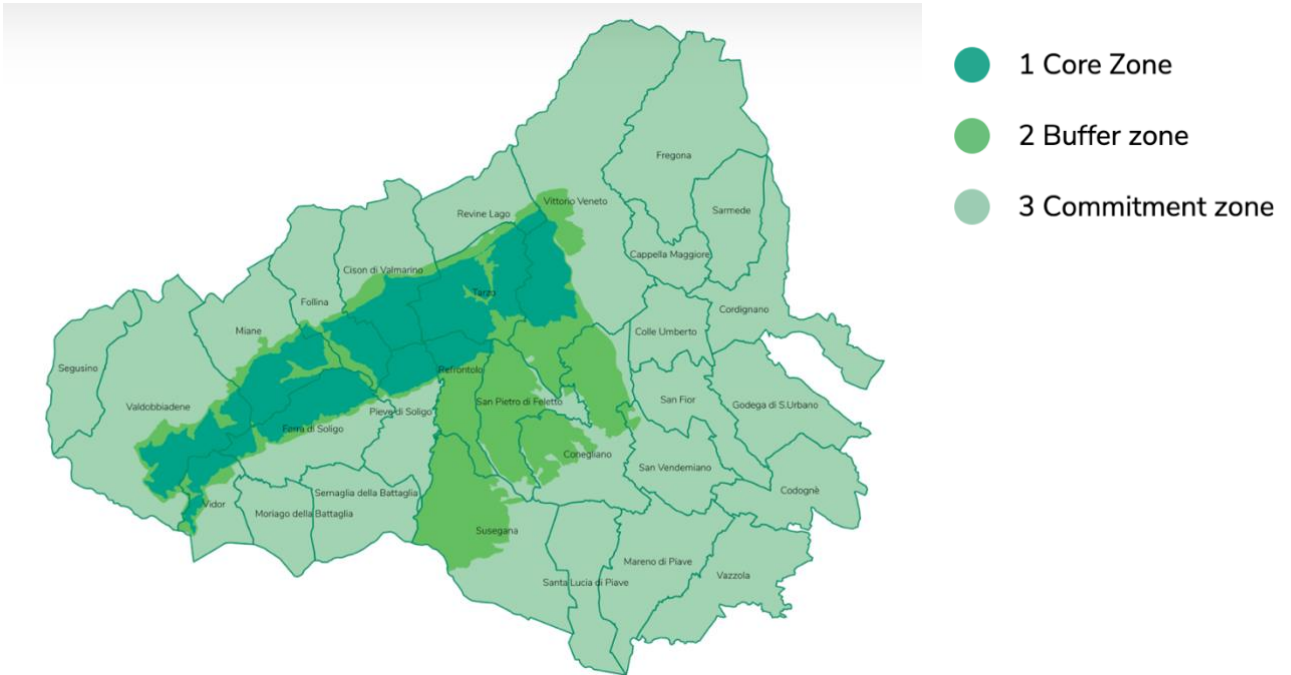 1 Core Zone
2 Buffer zone
3 Commitment zone
Fregona
Vittorio Veneto
Sarmede
Revine Lago
Cappella Maggiore
Cison di Valmarino
Tarzo
Follina
Cordignano
Miane
Colle Umberto
Segusino
Refrontolo
Valdobbiadene
San Pietro di Feletto
San Fior
Godega di S.Urbano
Pieve di Soligo
Farra di Soligo
Conegliano
San Vendemiano
Codognè
Sernaglia della Battaglia
Vidor
Moriago della Battaglia
Susegana
Mareno di Piave
Vazzola
Santa Lucia di Piave